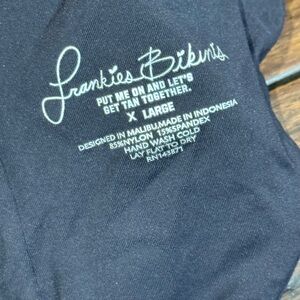 Frankies Bikinis
PUT ME ON AND LET'S
GET TAN TOGETHER.
X LARGE
DESIGNED IN MALIBU,MADE IN INDONESIA
85%NYLON 15%SPANDEX
HAND WASH COLD
LAY FLAT TO DRY
RN143871